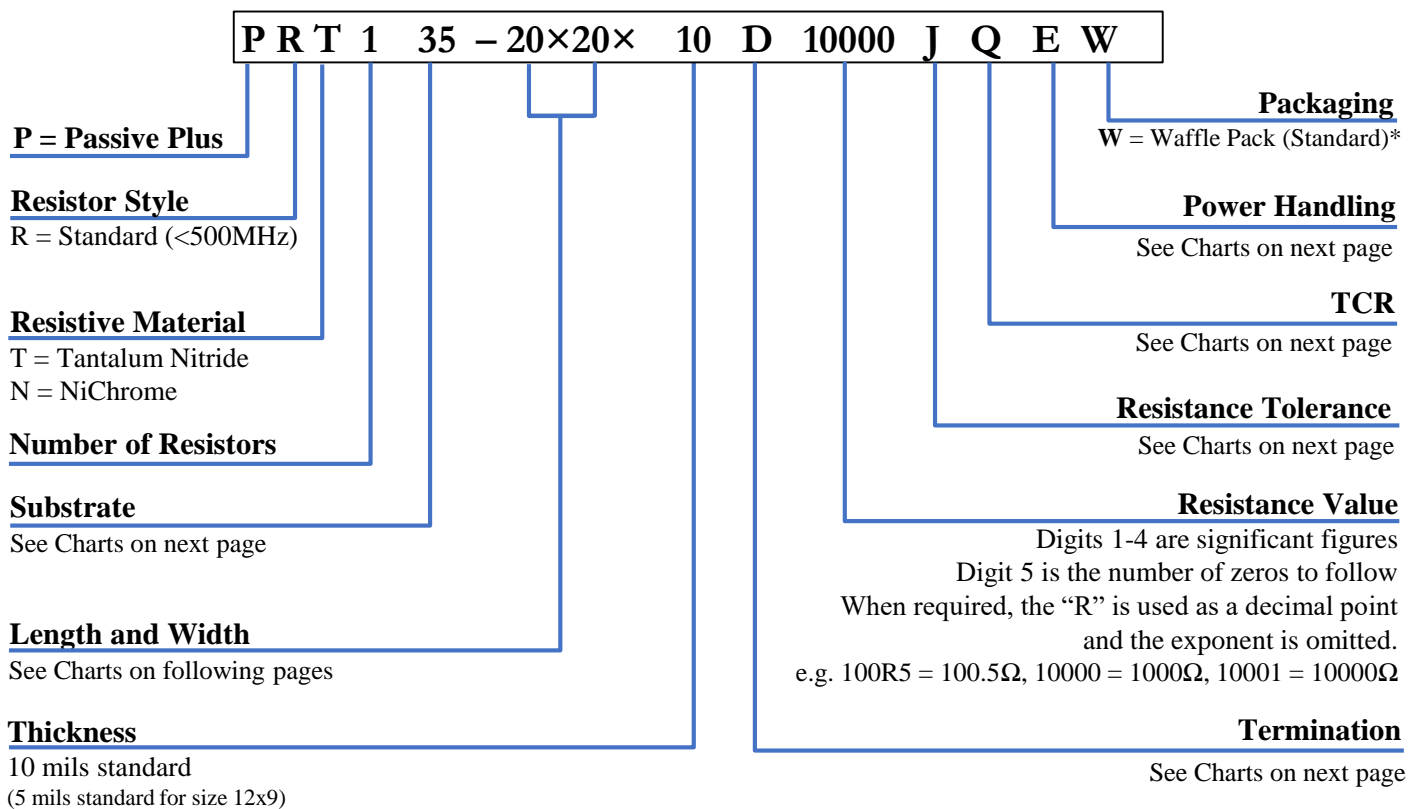 P R T 1 35 – 20×20× 10 D 10000 J Q E W
P = Passive Plus
Resistor Style
R = Standard (<500MHz)
Resistive Material
T = Tantalum Nitride
N = NiChrome
Number of Resistors
Substrate
See Charts on next page
Length and Width
See Charts on following pages
Thickness
10 mils standard
(5 mils standard for size 12x9)
Packaging
W = Waffle Pack (Standard)*
Power Handling
See Charts on next page
TCR
See Charts on next page
Resistance Tolerance
See Charts on next page
Resistance Value
Digits 1-4 are significant figures
Digit 5 is the number of zeros to follow
When required, the “R” is used as a decimal point
and the exponent is omitted.
e.g. 100R5 = 100.5Ω, 10000 = 1000Ω, 10001 = 10000Ω
Termination
See Charts on next page